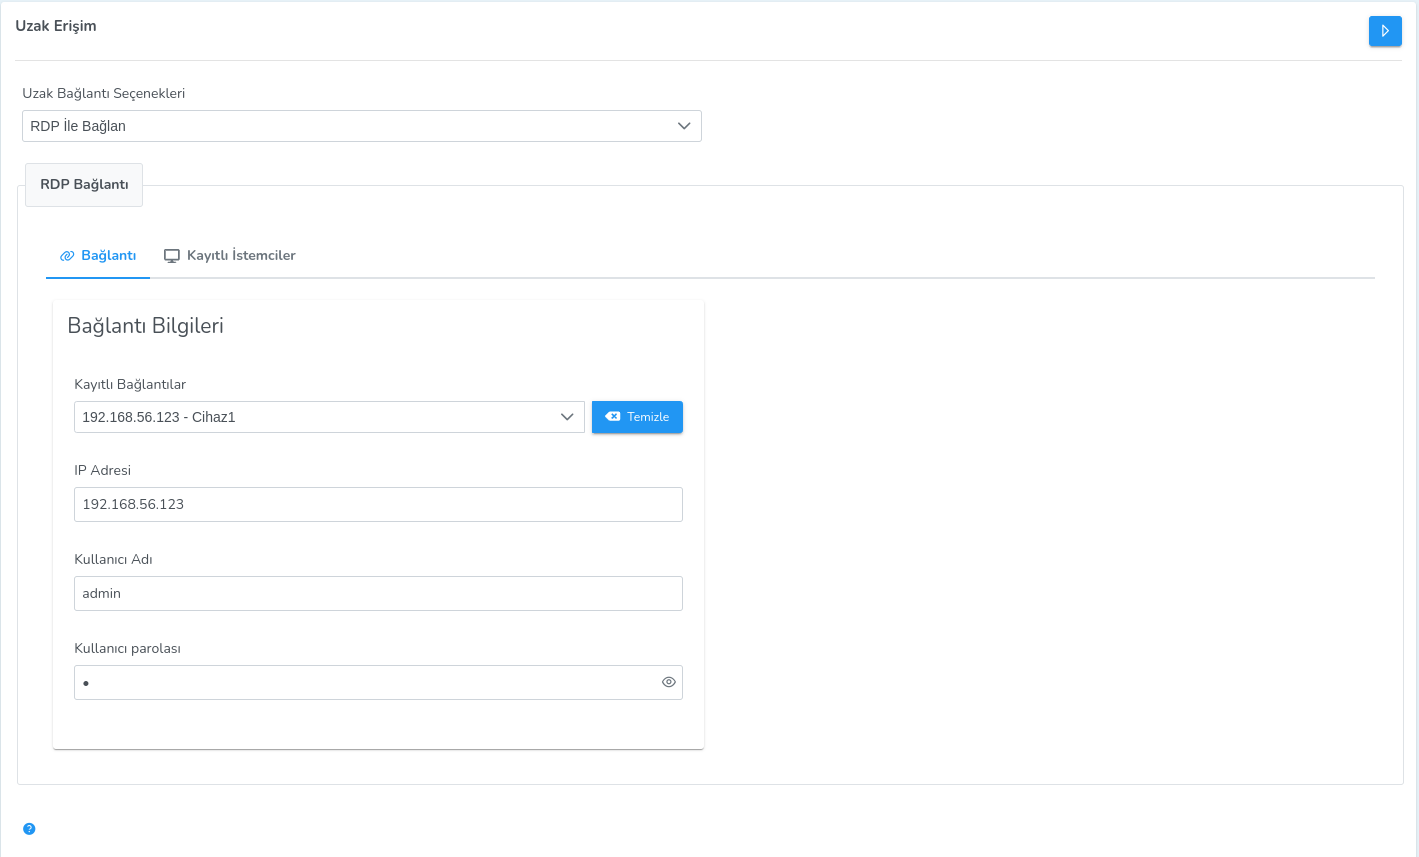 Uzak Erişim
Uzak Bağlantı Seçenekleri
RDP İle Bağlan
RDP Bağlantı
Bağlantı
Kayıtlı İstemciler
Bağlantı Bilgileri
Kayıtlı Bağlantılar
192.168.56.123 - Cihaz1
Temizle
IP Adresi
192.168.56.123
Kullanıcı Adı
admin
Kullanıcı parolası
•
?